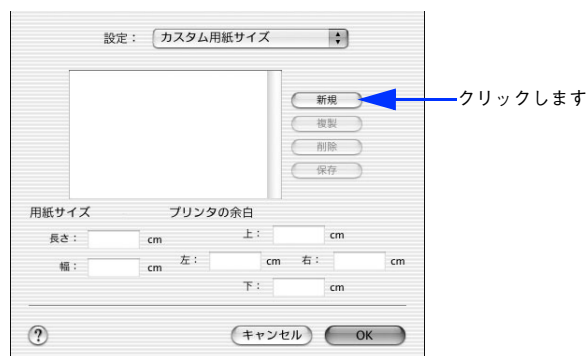 設定： カスタム用紙サイズ
新規
クリックします
複製
削除
保存
用紙サイズ プリンタの余白
長さ： cm 上： cm
幅： cm 左： cm 右： cm
下： cm
? キャンセル OK